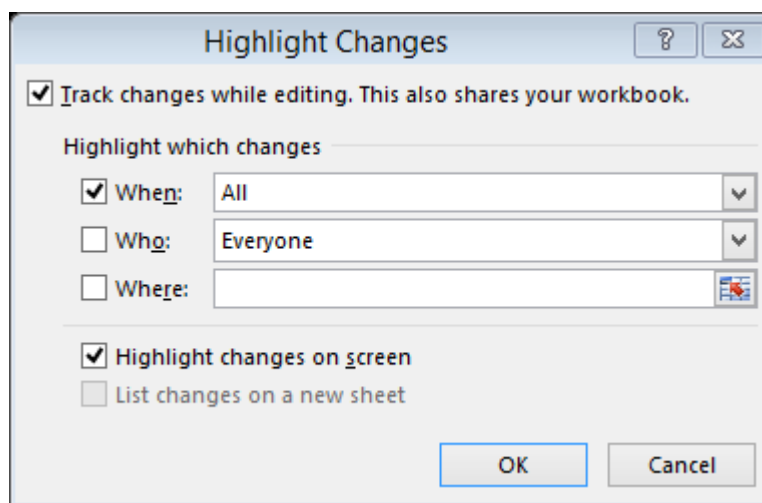 Highlight Changes
Track changes while editing. This also shares your workbook.
Highlight which changes
When: All
Who: Everyone
Where:
Highlight changes on screen
List changes on a new sheet
OK Cancel